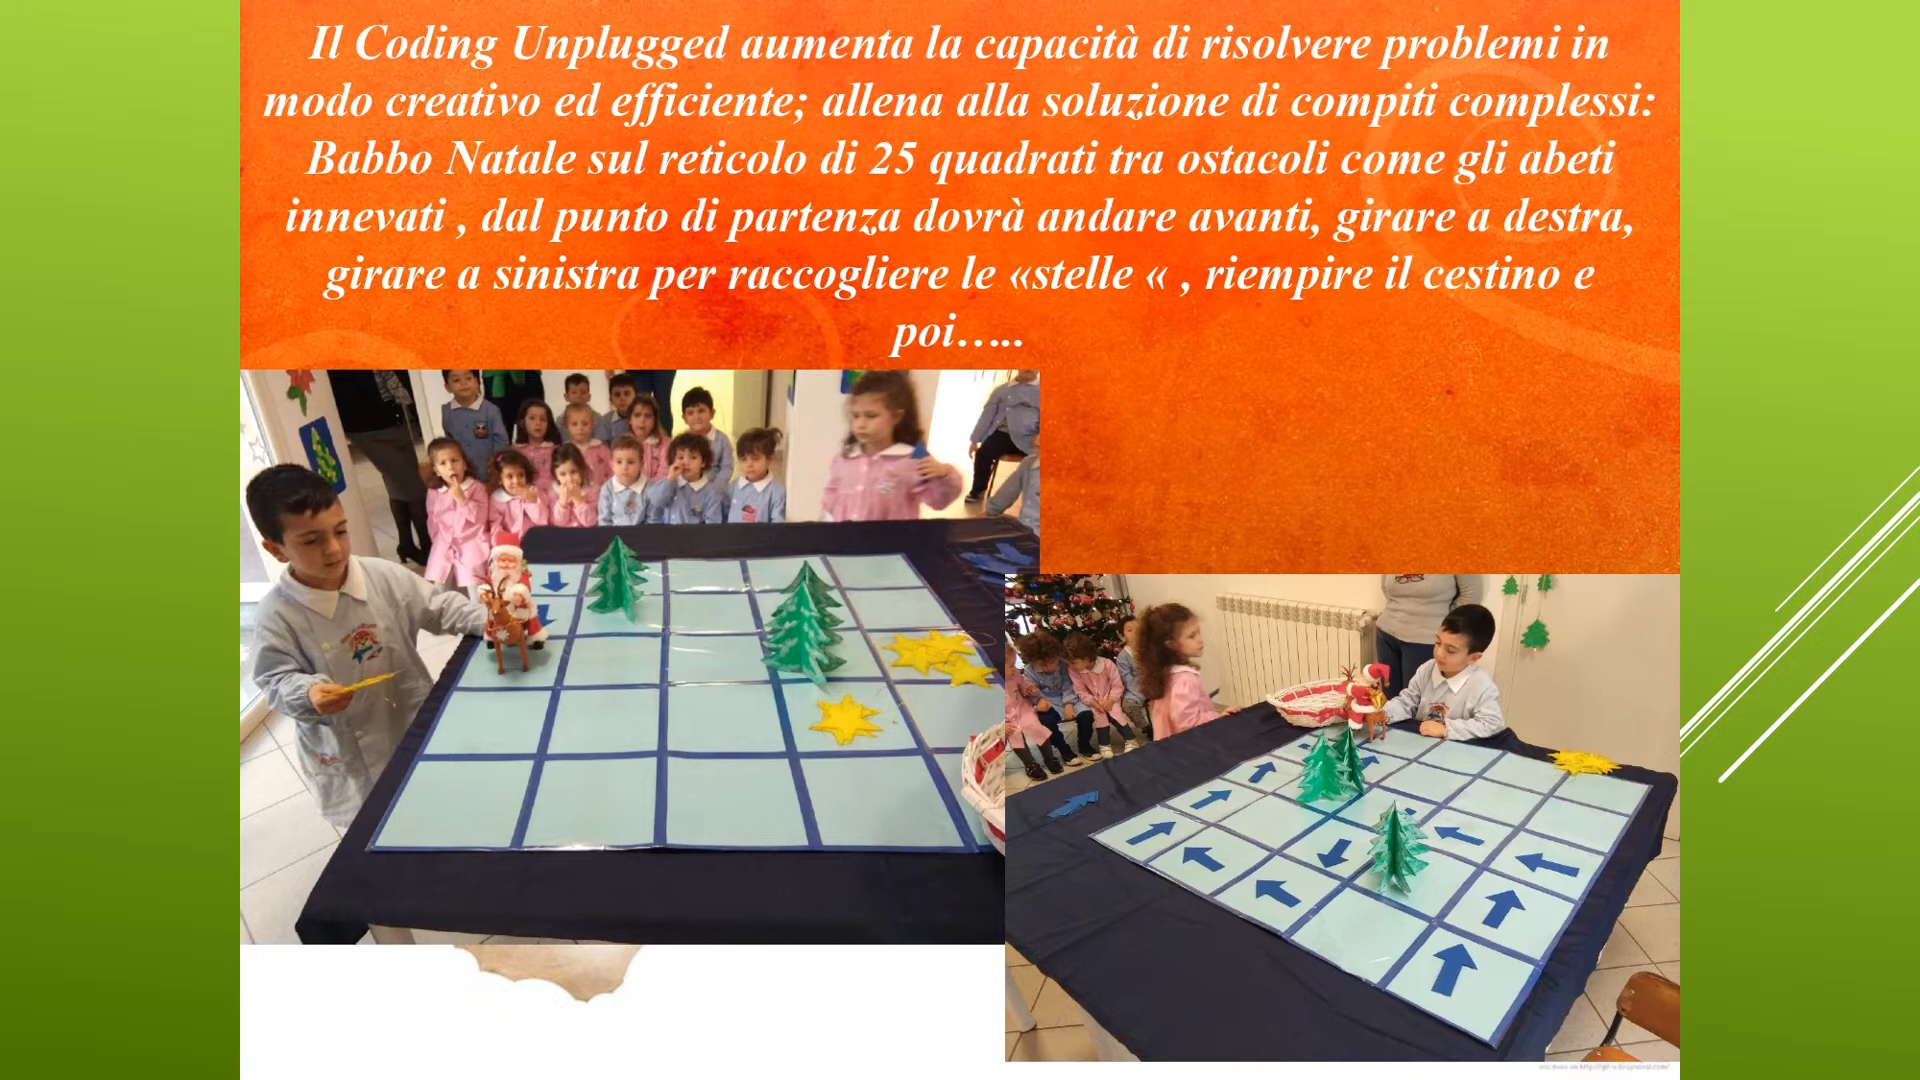 Il Coding Unplugged aumenta la capacità di risolvere problemi in
modo creativo ed efficiente; allena alla soluzione di compiti complessi:
Babbo Natale sul reticolo di 25 quadrati tra ostacoli come gli abeti
innevati , dal punto di partenza dovrà andare avanti, girare a destra,
girare a sinistra per raccogliere le «stelle « , riempire il cestino e
poi…..